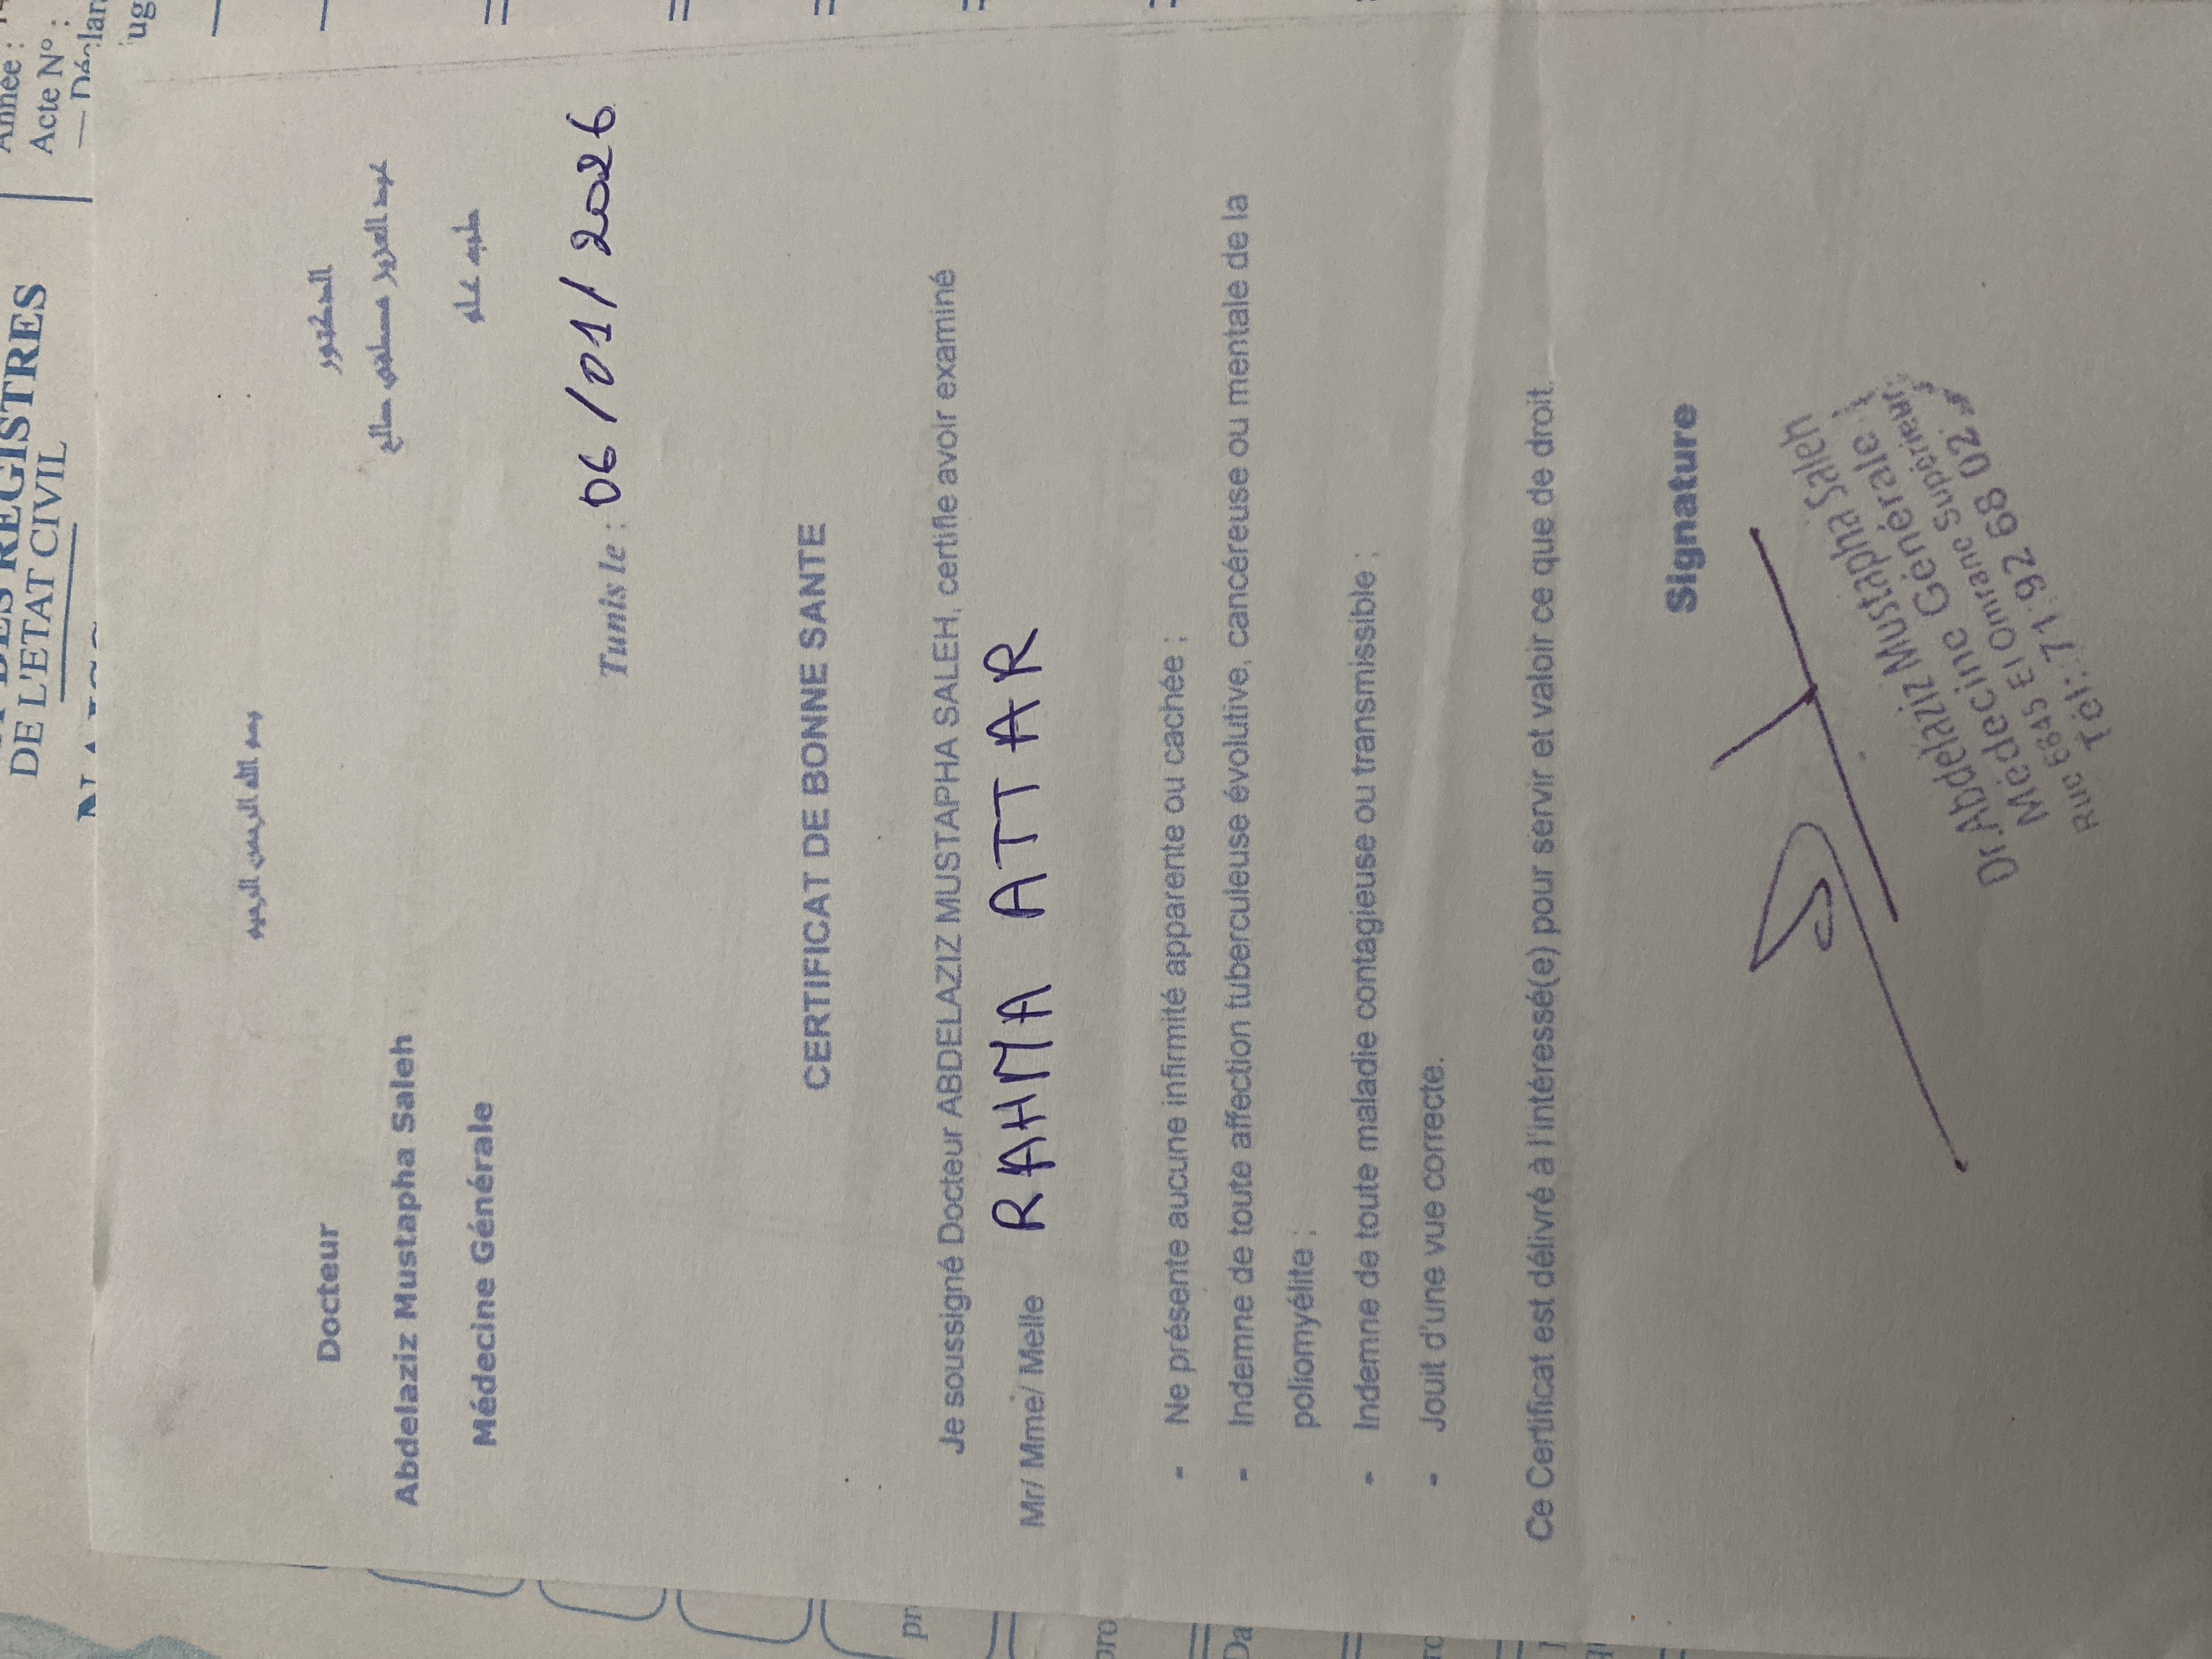 Année :
Acte N° :
DES REGISTRES
DE L'ETAT CIVIL
بسم الله الرحمن الرحيم
Docteur
الدكتور
Abdelaziz Mustapha Saleh
عبد العزيز مصطفى صالح
Médecine Générale
طب عام
Tunis le : 06/01/2026
CERTIFICAT DE BONNE SANTE
Je soussigné Docteur ABDELAZIZ MUSTAPHA SALEH, certifie avoir examiné
Mr/ Mme/ Melle RAHMA ATTAR
- Ne présente aucune infirmité apparente ou cachée ;
- Indemne de toute affection tuberculeuse évolutive, cancéreuse ou mentale de la
poliomyélite ;
- Indemne de toute maladie contagieuse ou transmissible ;
- Jouit d'une vue correcte.
Ce Certificat est délivré à l'intéressé(e) pour servir et valoir ce que de droit.
Signature
Dr. Abdelaziz Mustapha Saleh
Médecine Générale
Rue 6645 El Omrane Supérieur
Tél.: 71.92 68 02